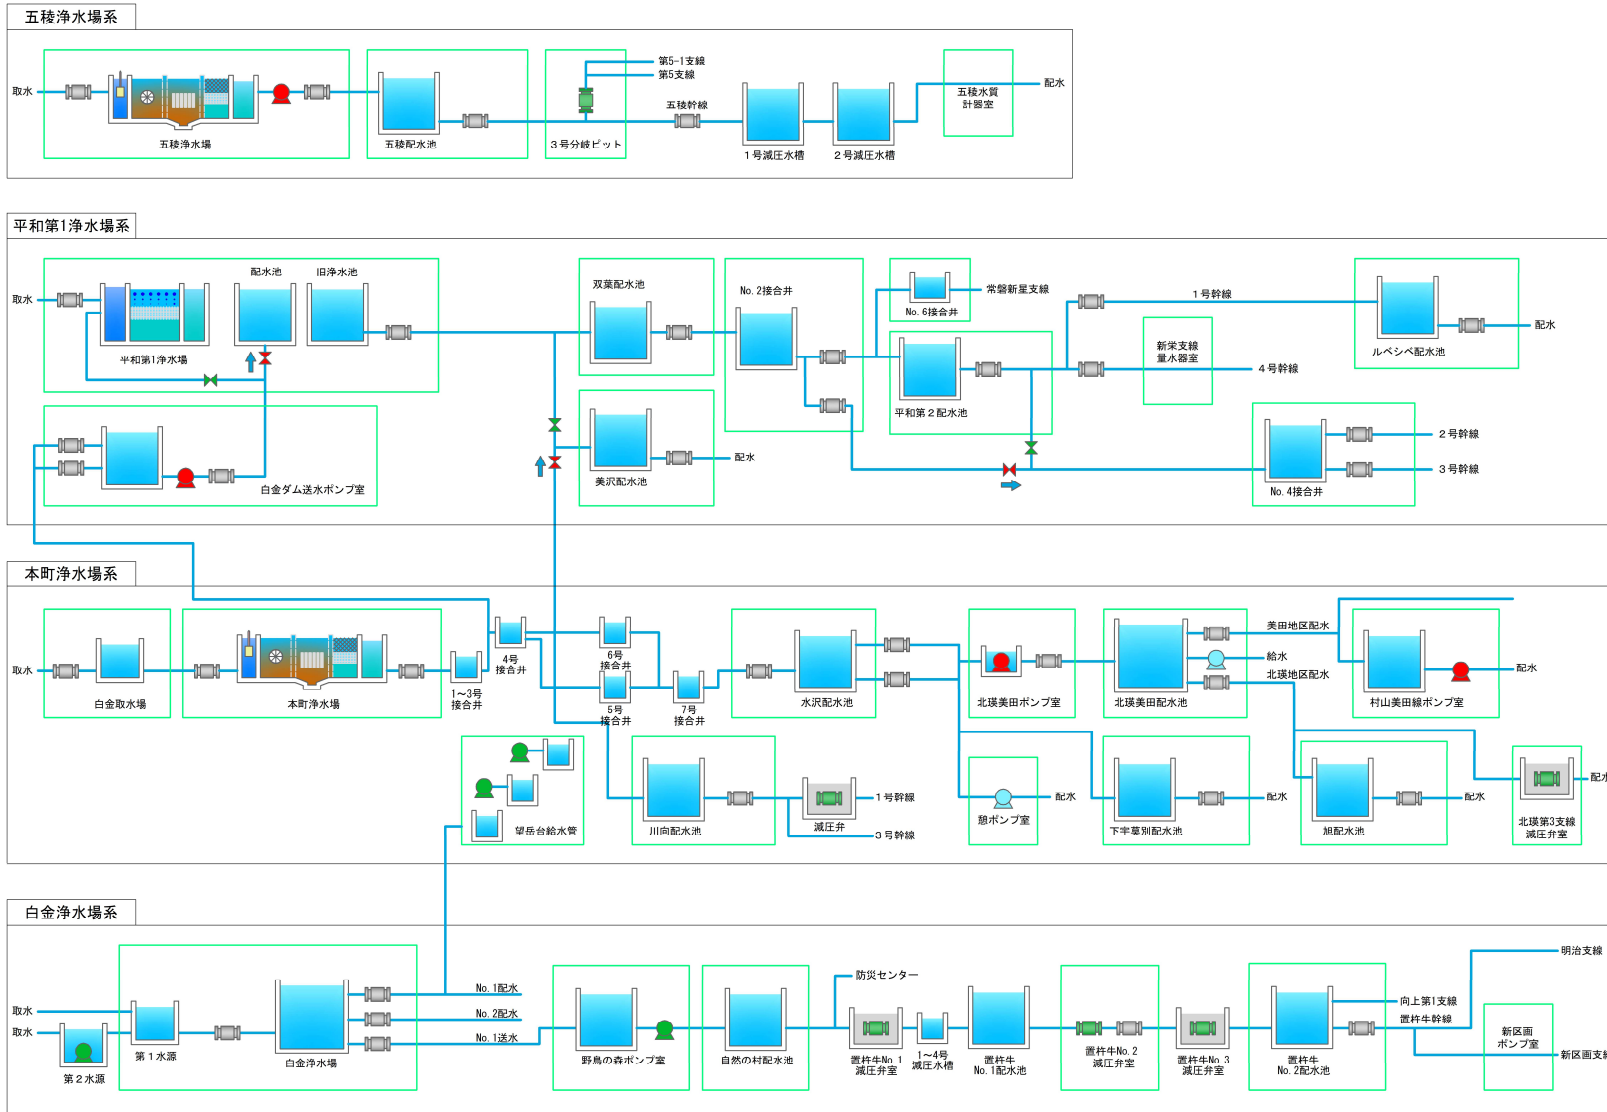 五稜浄水場系
第5-1支線
第5支線
取水
五稜幹線
五稜水質
計器室
配水
五稜浄水場
五稜配水池
3号分岐ピット
1号減圧水槽
2号減圧水槽
平和第1浄水場系
配水池
旧浄水池
双葉配水池
No.2接合井
常磐新星支線
No.6接合井
1号幹線
取水
配水
平和第1浄水場
新栄支線
量水器室
ルベシベ配水池
4号幹線
平和第2配水池
2号幹線
配水
3号幹線
白金ダム送水ポンプ室
美沢配水池
No.4接合井
本町浄水場系
美田地区配水
4号
接合井
6号
接合井
給水
取水
北瑛地区配水
配水
白金取水場
本町浄水場
1~3号
接合井
5号
接合井
7号
接合井
水沢配水池
北瑛美田ポンプ室
北瑛美田配水池
村山美田線ポンプ室
配水
1号幹線
配水
配水
配水
望岳台給水管
川向配水池
減圧弁
3号幹線
憩ポンプ室
下宇莫別配水池
旭配水池
北瑛第3支線
減圧弁室
白金浄水場系
明治支線
防災センター
No.1配水
向上第1支線
取水
No.2配水
置杵牛幹線
取水
No.1送水
新区画
ポンプ室
第1水源
白金浄水場
野鳥の森ポンプ室
自然の村配水池
置杵牛No.1
減圧弁室
1~4号
減圧水槽
置杵牛
No.1配水池
置杵牛No.2
減圧弁室
置杵牛No.3
減圧弁室
置杵牛
No.2配水池
新区画支線
第2水源